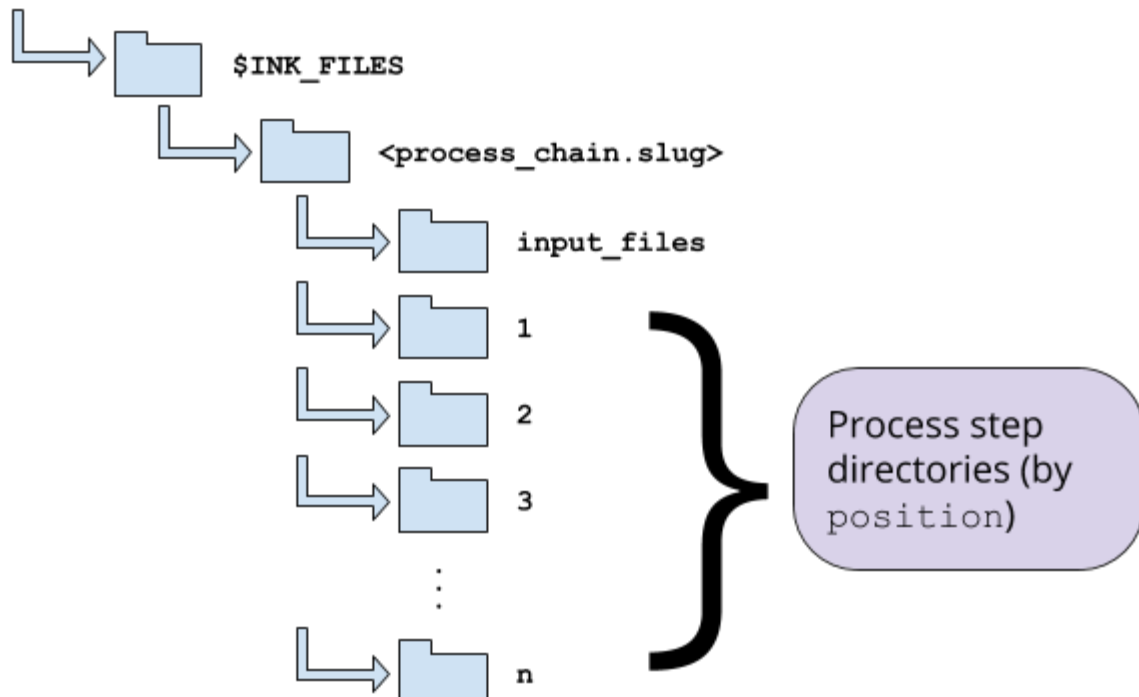 $INK_FILES
<process_chain.slug>
input_files
1
2
3
⋮
n
Process step
directories (by
position)